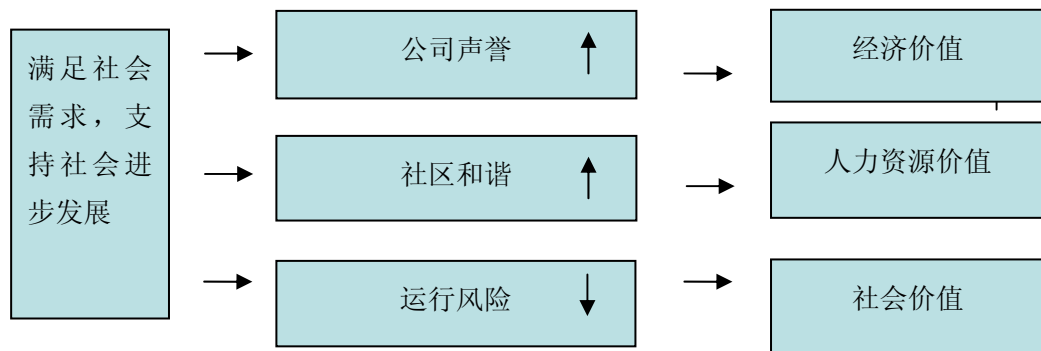 满足社会
需求，支
持社会进
步发展
公司声誉
经济价值
社区和谐
人力资源价值
运行风险
社会价值